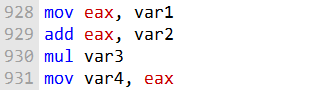 928 mov eax, var1
929 add eax, var2
930 mul var3
931 mov var4, eax